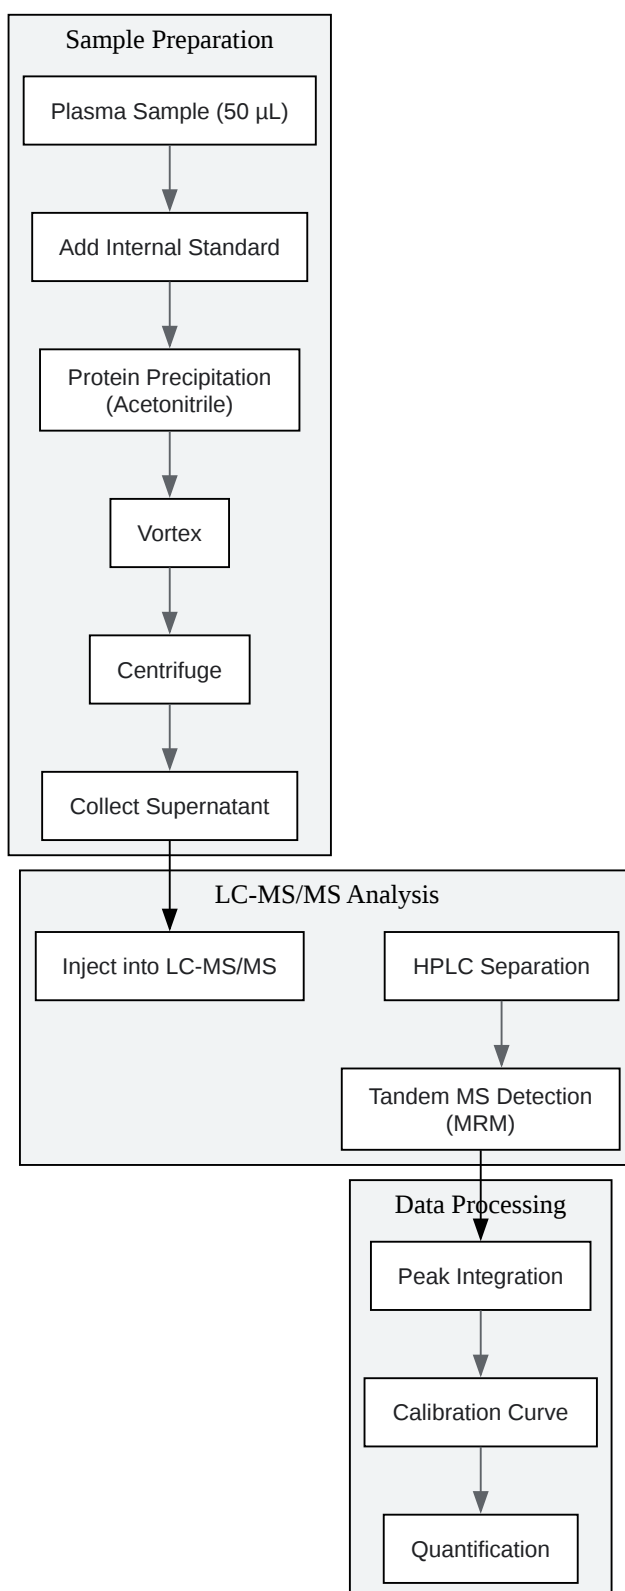 Sample Preparation
Plasma Sample (50 µL)
Add Internal Standard
Protein Precipitation
(Acetonitrile)
Vortex
Centrifuge
Collect Supernatant
LC-MS/MS Analysis
Inject into LC-MS/MS
HPLC Separation
Tandem MS Detection
(MRM)
Data Processing
Peak Integration
Calibration Curve
Quantification